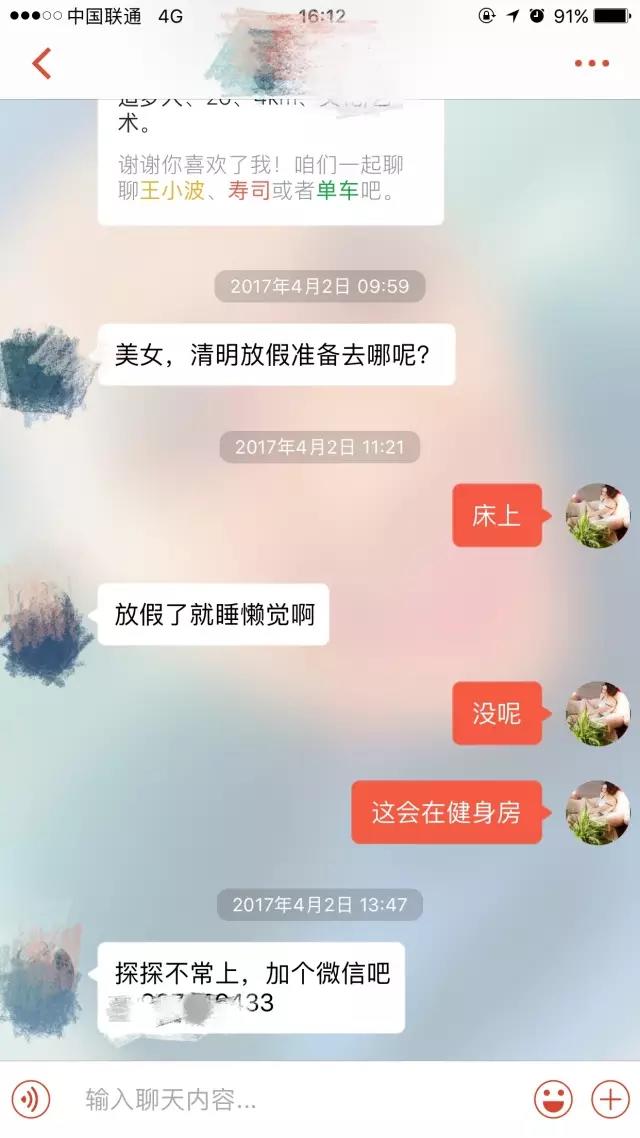 中国联通 4G 16:12 91%
术。
谢谢你喜欢了我！咱们一起聊
聊王小波、寿司或者单车吧。
2017年4月2日 09:59
美女，清明放假准备去哪呢？
2017年4月2日 11:21
床上
放假了就睡懒觉啊
没呢
这会在健身房
2017年4月2日 13:47
探探不常上，加个微信吧
433
输入聊天内容...